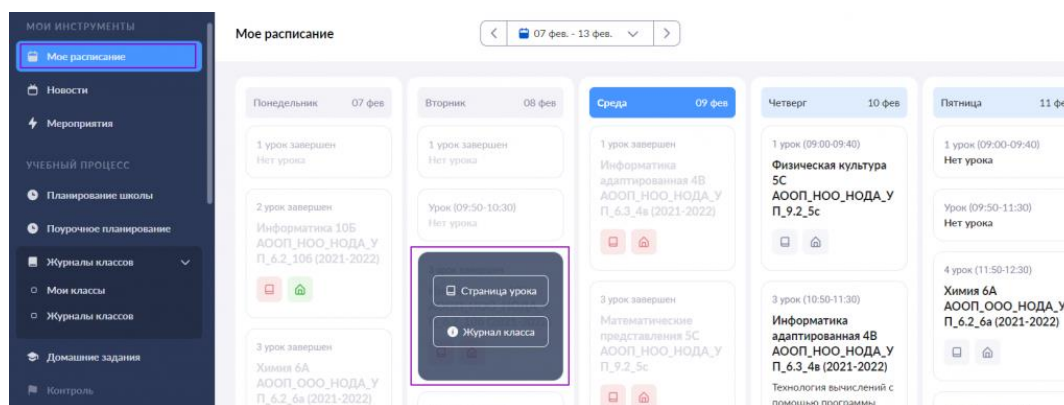 МОИ ИНСТРУМЕНТЫ
Мое расписание
Новости
Мероприятия
УЧЕБНЫЙ ПРОЦЕСС
Планирование школы
Поурочное планирование
Журналы классов
Мои классы
Журналы классов
Домашние задания
Контроль
Мое расписание
07 фев. - 13 фев.
Понедельник 07 фев
1 урок завершен
Нет урока
2 урок завершен
Информатика 10Б
АООП_НОО_НОДА_У
П_6.2_10б (2021-2022)
3 урок завершен
Химия 6А
АООП_ООО_НОДА_У
П_6.2_6а (2021-2022)
Вторник 08 фев
1 урок завершен
Нет урока
Урок (09:50-10:30)
Нет урока
Страница урока
Журнал класса
Среда 09 фев
1 урок завершен
Информатика
адаптированная 4В
АООП_НОО_НОДА_У
П_6.3_4в (2021-2022)
3 урок завершен
Математические
представления 5С
АООП_НОО_НОДА_У
П_9.2_5с
Четверг 10 фев
1 урок (09:00-09:40)
Физическая культура
5С
АООП_НОО_НОДА_У
П_9.2_5с
3 урок (10:50-11:30)
Информатика
адаптированная 4В
АООП_НОО_НОДА_У
П_6.3_4в (2021-2022)
Технология вычислений с
помощью программы
Пятница 11 фе
1 урок (09:00-09:40)
Нет урока
Урок (09:50-11:30)
Нет урока
4 урок (11:50-12:30)
Химия 6А
АООП_ООО_НОДА_У
П_6.2_6а (2021-2022)